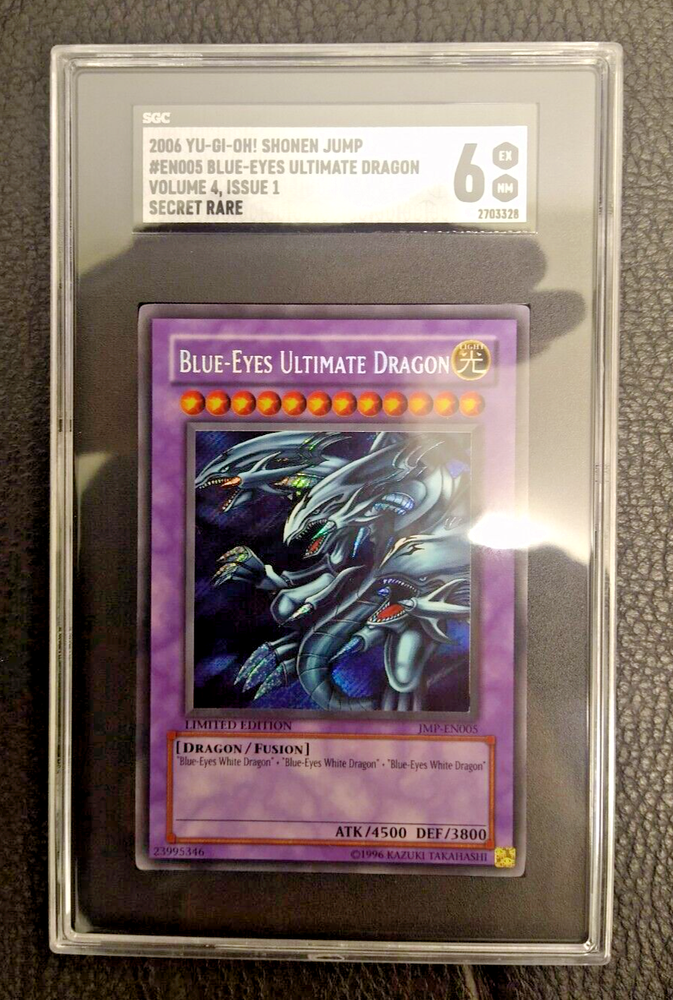 SGC
2006 YU-GI-OH! SHONEN JUMP
#EN005 BLUE-EYES ULTIMATE DRAGON
VOLUME 4, ISSUE 1
SECRET RARE
6
EX
NM
2703328
BLUE-EYES ULTIMATE DRAGON
LIGHT
光
LIMITED EDITION
JMP-EN005
[DRAGON/FUSION]
"Blue-Eyes White Dragon" • "Blue-Eyes White Dragon" • "Blue-Eyes White Dragon"
ATK/4500 DEF/3800
23995346
©1996 KAZUKI TAKAHASHI